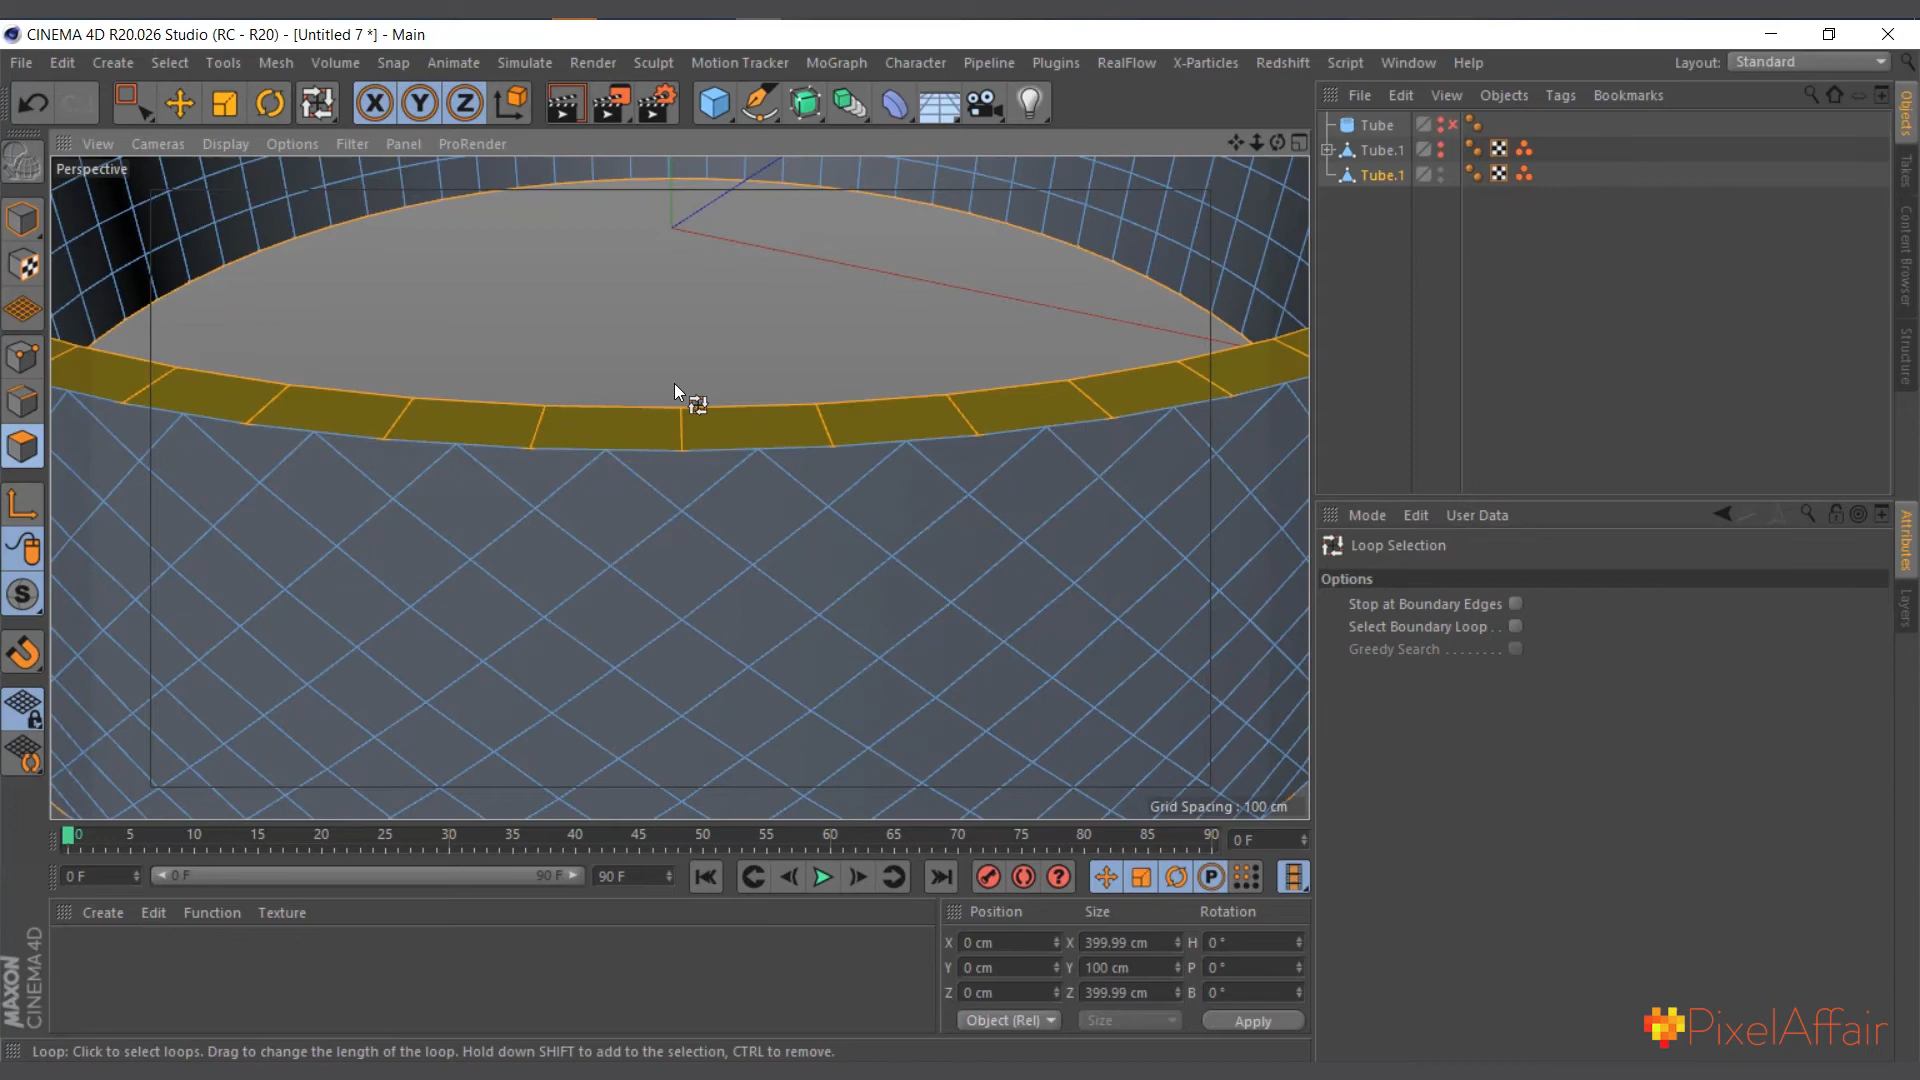 CINEMA 4D R20.026 Studio (RC - R20) - [Untitled 7 *] - Main
File Edit Create Select Tools Mesh Volume Snap Animate Simulate Render Sculpt Motion Tracker MoGraph Character Pipeline Plugins RealFlow X-Particles Redshift Script Window Help
Layout: Standard
X Y Z
View Cameras Display Options Filter Panel ProRender
Perspective
Grid Spacing : 100 cm
File Edit View Objects Tags Bookmarks
Tube
Tube.1
Tube.1
Objects
Takes
Content Browser
Structure
Mode Edit User Data
Loop Selection
Options
Stop at Boundary Edges
Select Boundary Loop . .
Greedy Search . . . . . . . .
Attributes
Layers
S
0 5 10 15 20 25 30 35 40 45 50 55 60 65 70 75 80 85 90
0 F
0 F
0 F 90 F
90 F
P
Create Edit Function Texture
Position Size Rotation
X 0 cm X 399.99 cm H 0 °
Y 0 cm Y 100 cm P 0 °
Z 0 cm Z 399.99 cm B 0 °
Object (Rel) Size Apply
MAXON
CINEMA 4D
Loop: Click to select loops. Drag to change the length of the loop. Hold down SHIFT to add to the selection, CTRL to remove.
PixelAffair